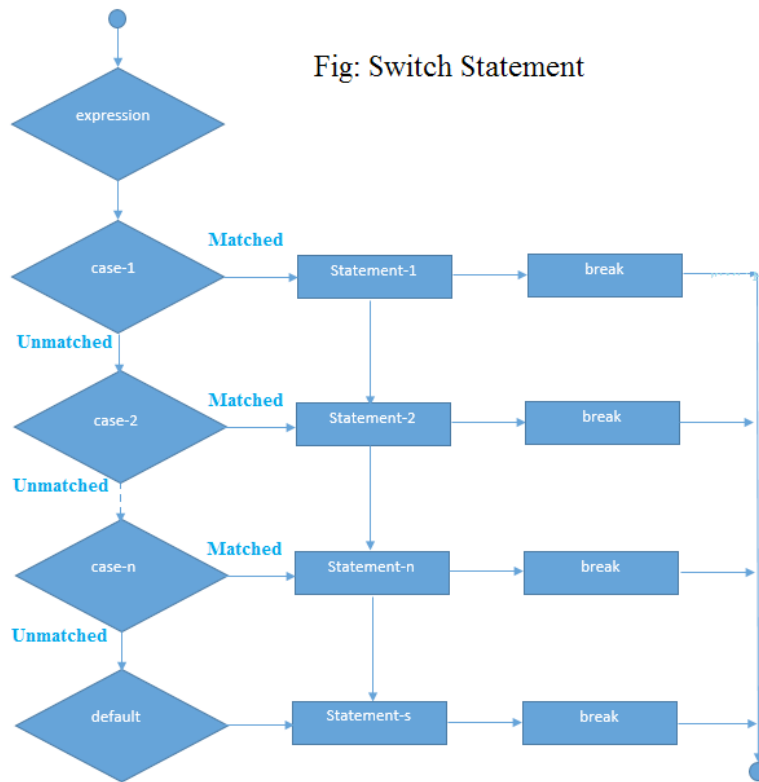 Fig: Switch Statement
expression
Matched
case-1
Statement-1
break
Unmatched
Matched
case-2
Statement-2
break
Unmatched
Matched
case-n
Statement-n
break
Unmatched
default
Statement-s
break